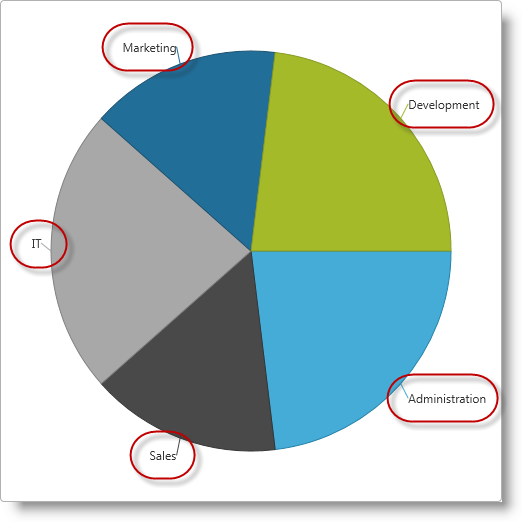 Marketing
Development
IT
Administration
Sales